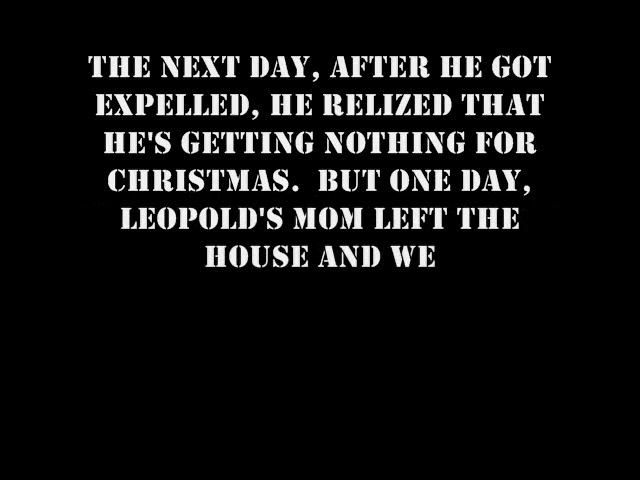 THE NEXT DAY, AFTER HE GOT
EXPELLED, HE RELIZED THAT
HE'S GETTING NOTHING FOR
CHRISTMAS.  BUT ONE DAY,
LEOPOLD'S MOM LEFT THE
HOUSE AND WE